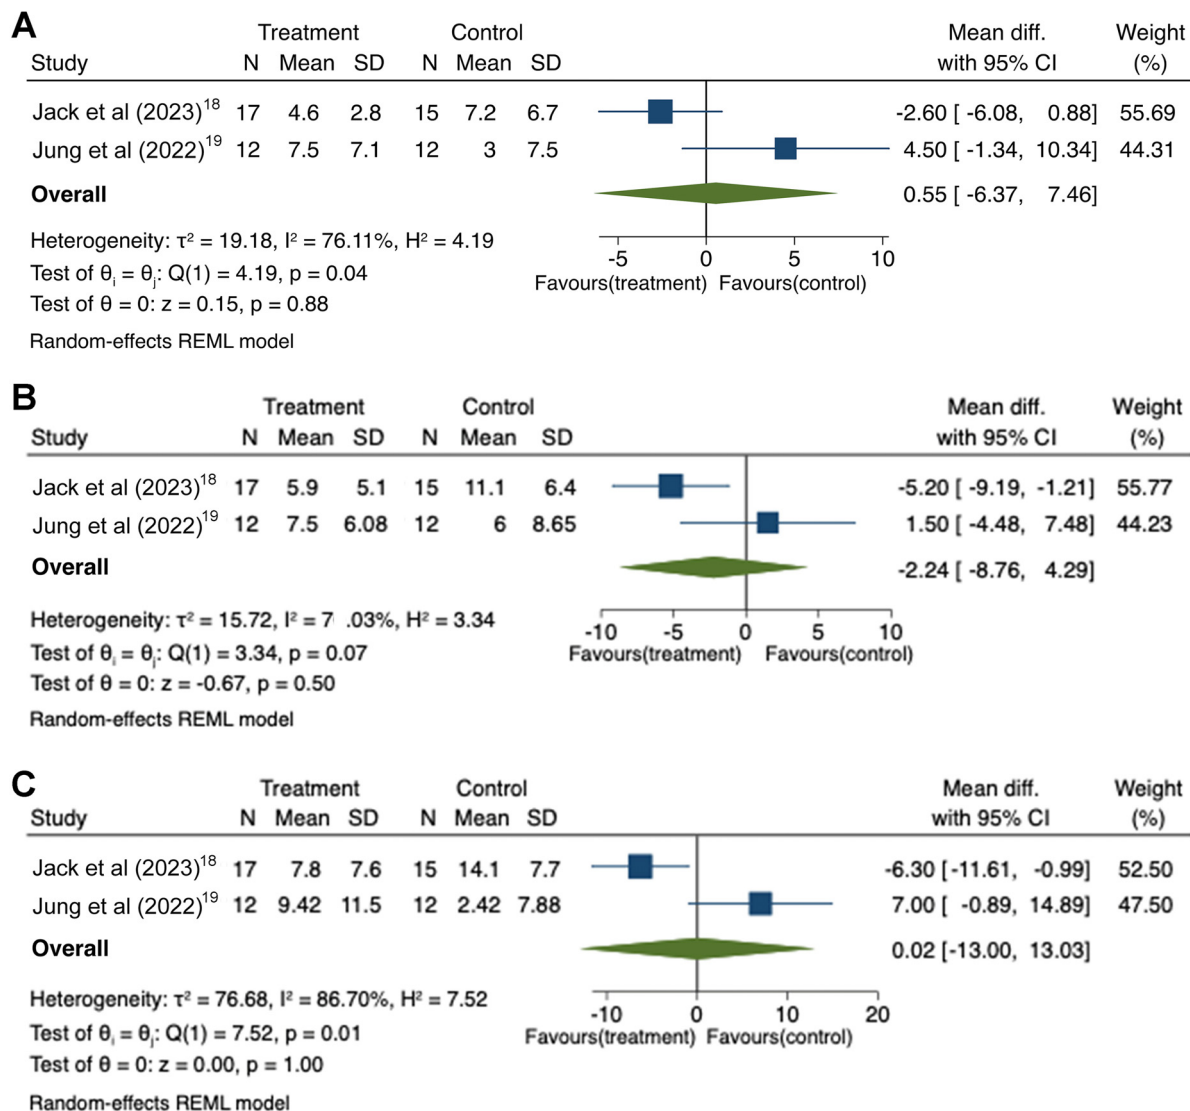 A
Treatment Control Mean diff. Weight
Study N Mean SD N Mean SD with 95% CI (%)
Jack et al (2023)18 17 4.6 2.8 15 7.2 6.7 -2.60 [ -6.08, 0.88] 55.69
Jung et al (2022)19 12 7.5 7.1 12 3 7.5 4.50 [ -1.34, 10.34] 44.31
Overall 0.55 [ -6.37, 7.46]
Heterogeneity: τ² = 19.18, I² = 76.11%, H² = 4.19
-5 0 5 10
Test of θi = θj: Q(1) = 4.19, p = 0.04
Favours(treatment) Favours(control)
Test of θ = 0: z = 0.15, p = 0.88
Random-effects REML model
B
Treatment Control Mean diff. Weight
Study N Mean SD N Mean SD with 95% CI (%)
Jack et al (2023)18 17 5.9 5.1 15 11.1 6.4 -5.20 [ -9.19, -1.21] 55.77
Jung et al (2022)19 12 7.5 6.08 12 6 8.65 1.50 [ -4.48, 7.48] 44.23
Overall -2.24 [ -8.76, 4.29]
Heterogeneity: τ² = 15.72, I² = 7 .03%, H² = 3.34
-10 -5 0 5 10
Test of θi = θj: Q(1) = 3.34, p = 0.07
Favours(treatment) Favours(control)
Test of θ = 0: z = -0.67, p = 0.50
Random-effects REML model
C
Treatment Control Mean diff. Weight
Study N Mean SD N Mean SD with 95% CI (%)
Jack et al (2023)18 17 7.8 7.6 15 14.1 7.7 -6.30 [-11.61, -0.99] 52.50
Jung et al (2022)19 12 9.42 11.5 12 2.42 7.88 7.00 [ -0.89, 14.89] 47.50
Overall 0.02 [-13.00, 13.03]
Heterogeneity: τ² = 76.68, I² = 86.70%, H² = 7.52
-10 0 10 20
Test of θi = θj: Q(1) = 7.52, p = 0.01
Favours(treatment) Favours(control)
Test of θ = 0: z = 0.00, p = 1.00
Random-effects REML model